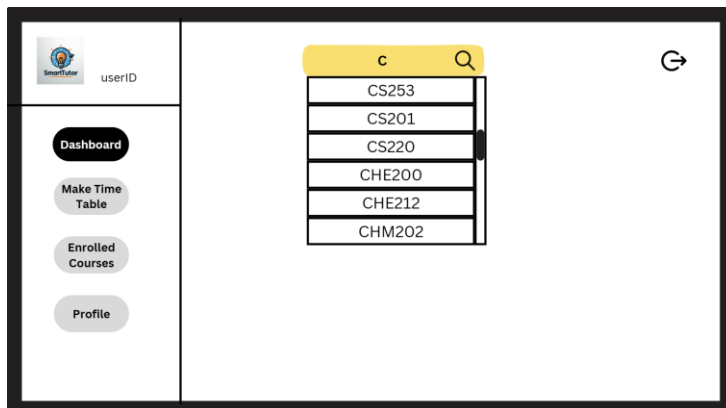 SmartTutor
userID
Dashboard
Make Time
Table
Enrolled
Courses
Profile
C
CS253
CS201
CS220
CHE200
CHE212
CHM202